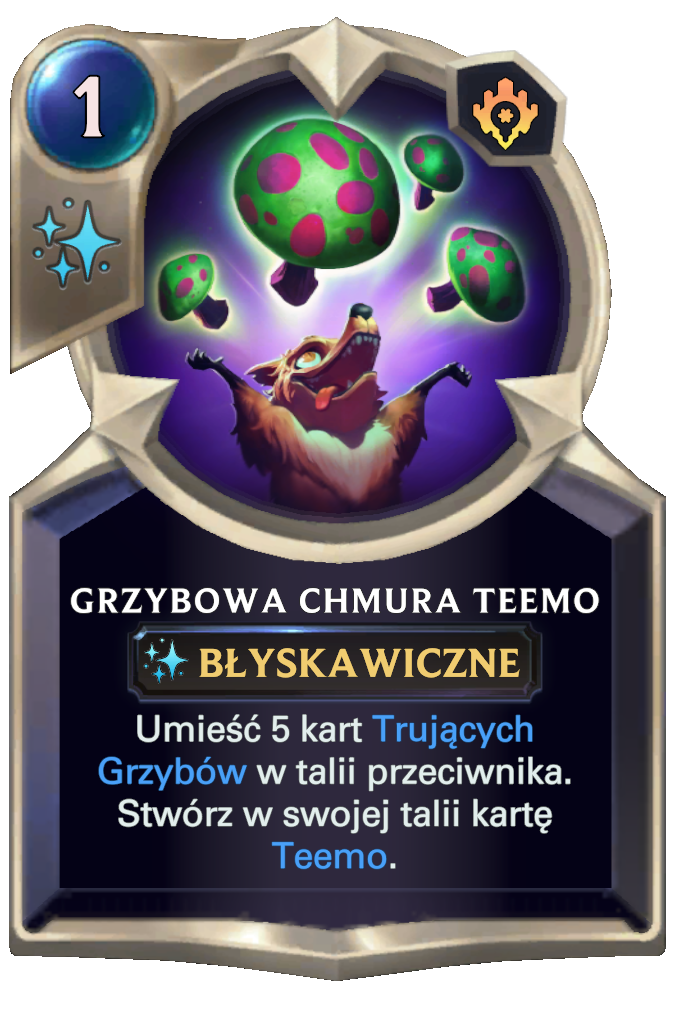 1
GRZYBOWA CHMURA TEEMO
BŁYSKAWICZNE
Umieść 5 kart Trujących
Grzybów w talii przeciwnika.
Stwórz w swojej talii kartę
Teemo.